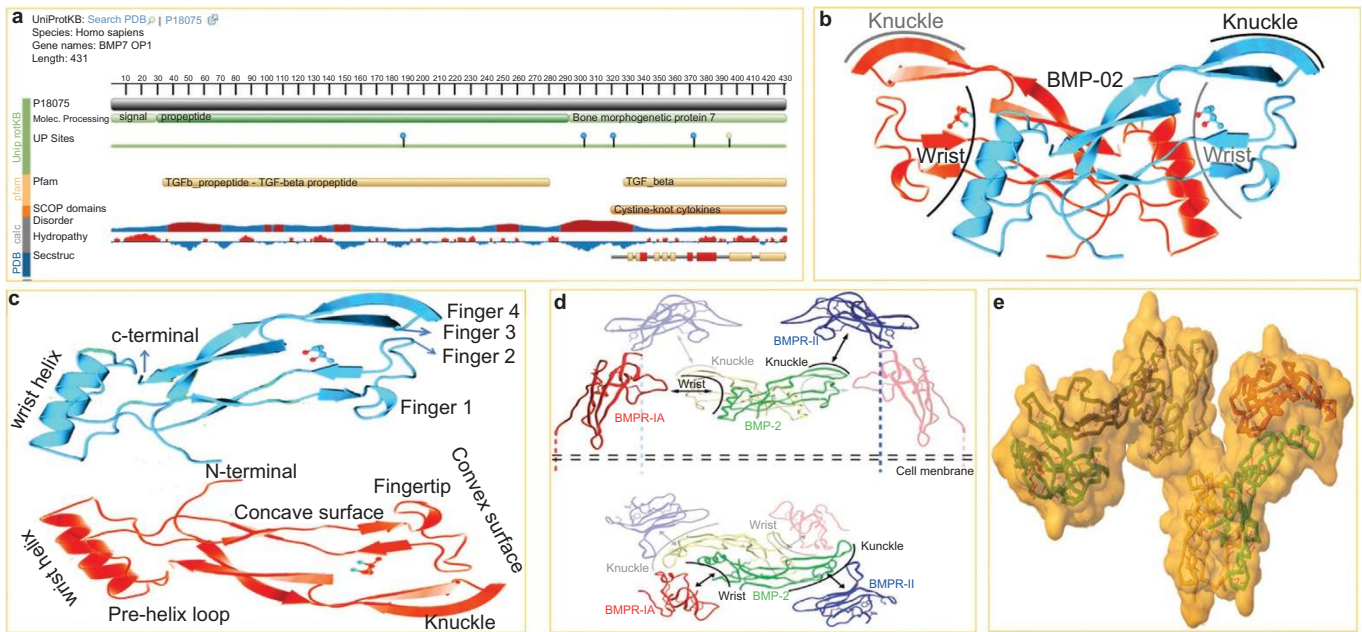 a
UniProtKB: Search PDB | P18075
Species: Homo sapiens
Gene names: BMP7 OP1
Length: 431
10 20 30 40 50 60 70 80 90 100 110 120 130 140 150 160 170 180 190 200 210 220 230 240 250 260 270 280 290 300 310 320 330 340 350 360 370 380 390 400 410 420 430
Unip rotKB
P18075
Molec. Processing
signal
propeptide
Bone morphogenetic protein 7
UP Sites
pfam
Pfam
TGFb_propeptide - TGF-beta propeptide
TGF_beta
SCOP domains
Cystine-knot cytokines
calc
Disorder
Hydropathy
PDB
Secstruc
b
Knuckle
Knuckle
BMP-02
Wrist
Wrist
c
c-terminal
wrist helix
Finger 4
Finger 3
Finger 2
Finger 1
N-terminal
Convex surface
Fingertip
Concave surface
wrist helix
Pre-helix loop
Knuckle
d
BMPR-II
Knuckle
Knuckle
Wrist
BMPR-IA
BMP-2
Cell menbrane
Wrist
Kunckle
Knuckle
BMPR-II
BMPR-IA
Wrist
BMP-2
e